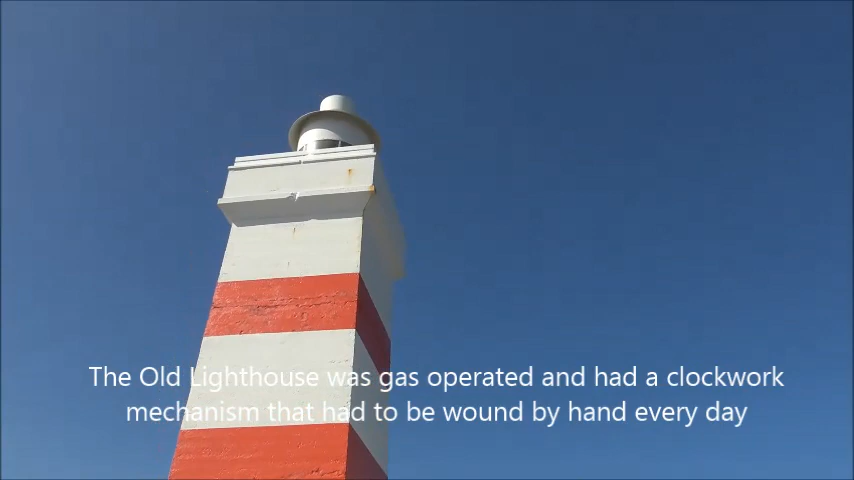 The Old Lighthouse was gas operated and had a clockwork
mechanism that had to be wound by hand every day